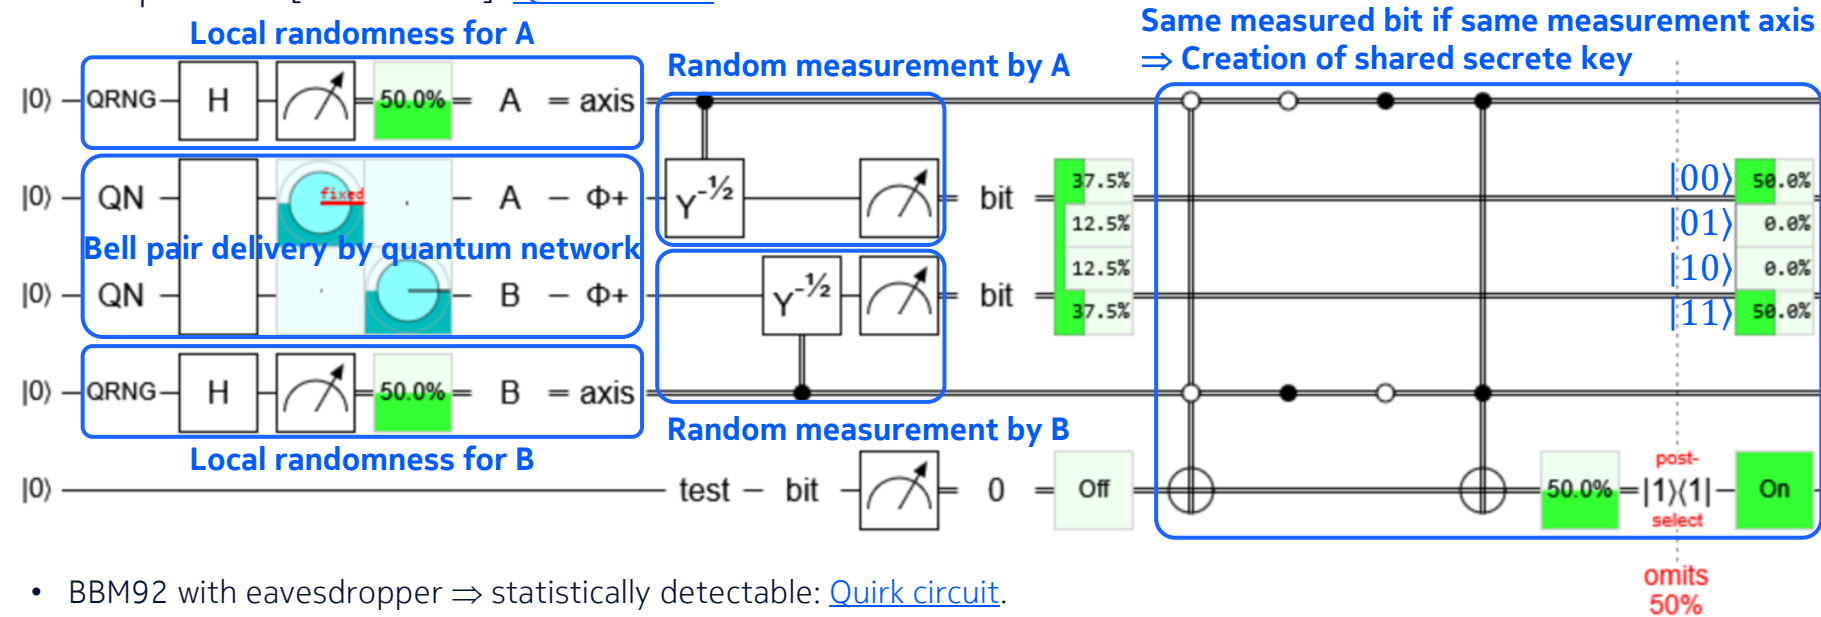 Local randomness for A
Random measurement by A
Same measured bit if same measurement axis
⇒ Creation of shared secrete key
|0⟩ QRNG H 50.0% A = axis
|0⟩ QN fixed A – Φ+ Y^-½ bit 37.5% |00⟩ 50.0%
12.5% |01⟩ 0.0%
Bell pair delivery by quantum network
12.5% |10⟩ 0.0%
|0⟩ QN B – Φ+ Y^-½ bit 37.5% |11⟩ 50.0%
|0⟩ QRNG H 50.0% B = axis
Random measurement by B
Local randomness for B
post-
|0⟩ test – bit 0 Off 50.0% |1⟩⟨1| On
select
omits
50%
• BBM92 with eavesdropper ⇒ statistically detectable: Quirk circuit.